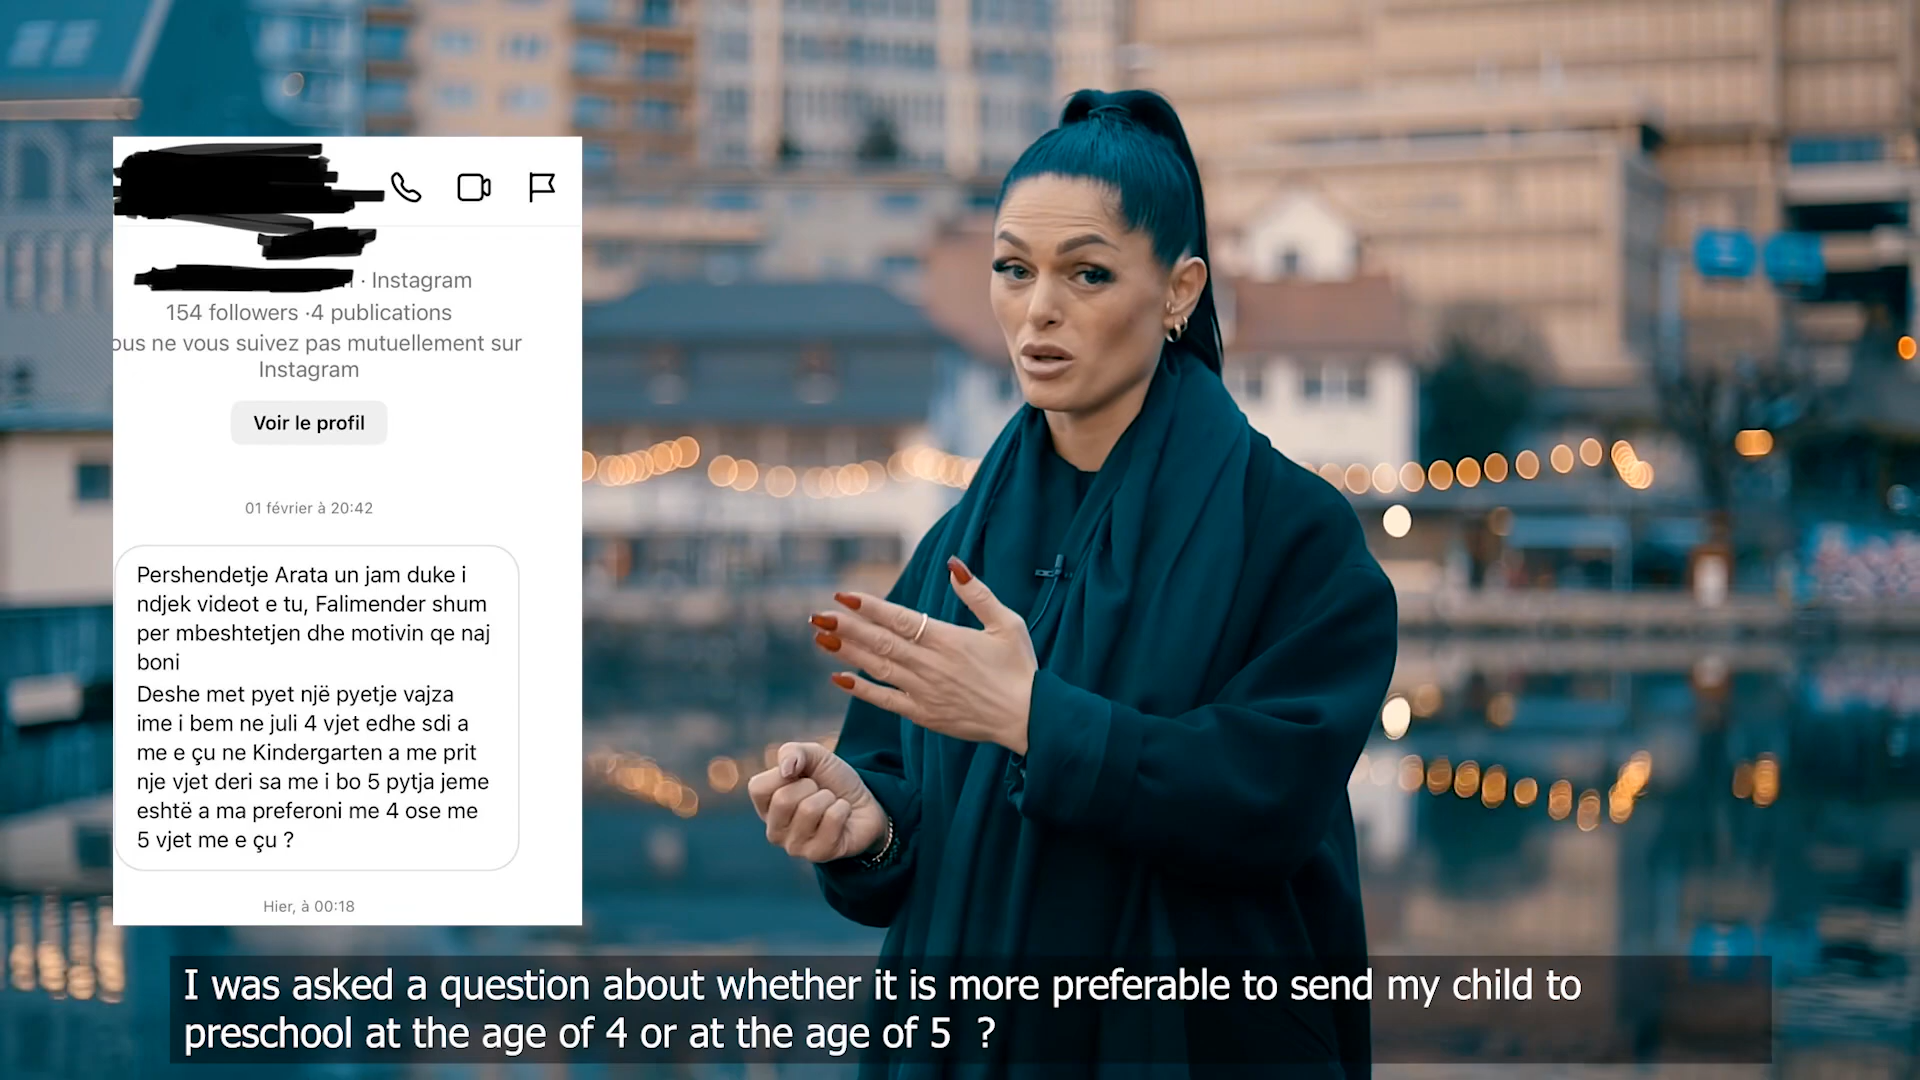 · Instagram
154 followers ·4 publications
ous ne vous suivez pas mutuellement sur
Instagram
Voir le profil
01 février à 20:42
Pershendetje Arata un jam duke i
ndjek videot e tu, Falimender shum
per mbeshtetjen dhe motivin qe naj
boni
Deshe met pyet një pyetje vajza
ime i bem ne juli 4 vjet edhe sdi a
me e çu ne Kindergarten a me prit
nje vjet deri sa me i bo 5 pytja jeme
eshtë a ma preferoni me 4 ose me
5 vjet me e çu ?
Hier, à 00:18
I was asked a question about whether it is more preferable to send my child to
preschool at the age of 4 or at the age of 5 ?